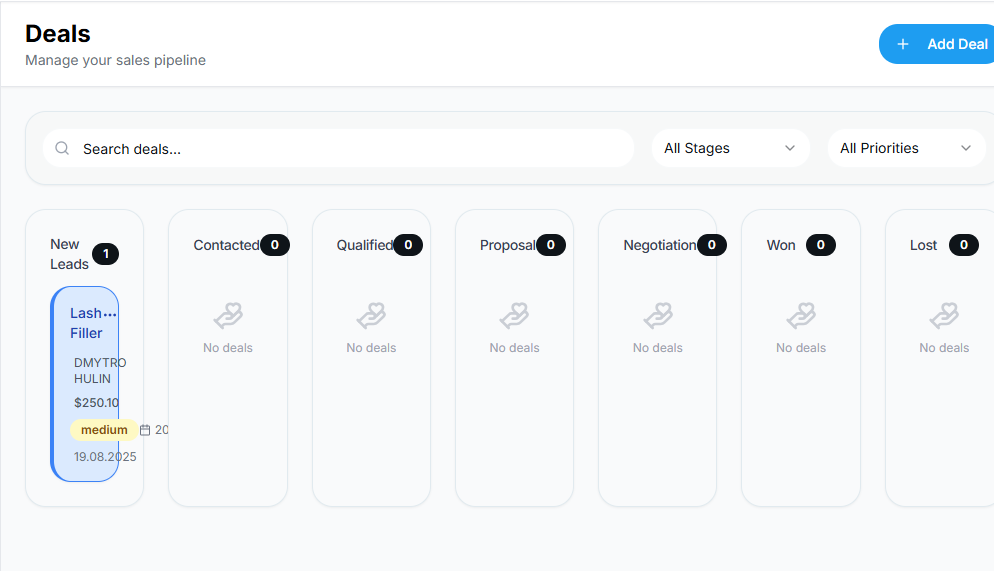 Deals
Manage your sales pipeline
+ Add Deal
Search deals...
All Stages
All Priorities
New
Leads
1
Contacted 0
Qualified 0
Proposal 0
Negotiation 0
Won 0
Lost 0
Lash ...
Filler
DMYTRO
HULIN
$250.10
medium
20
19.08.2025
No deals
No deals
No deals
No deals
No deals
No deals